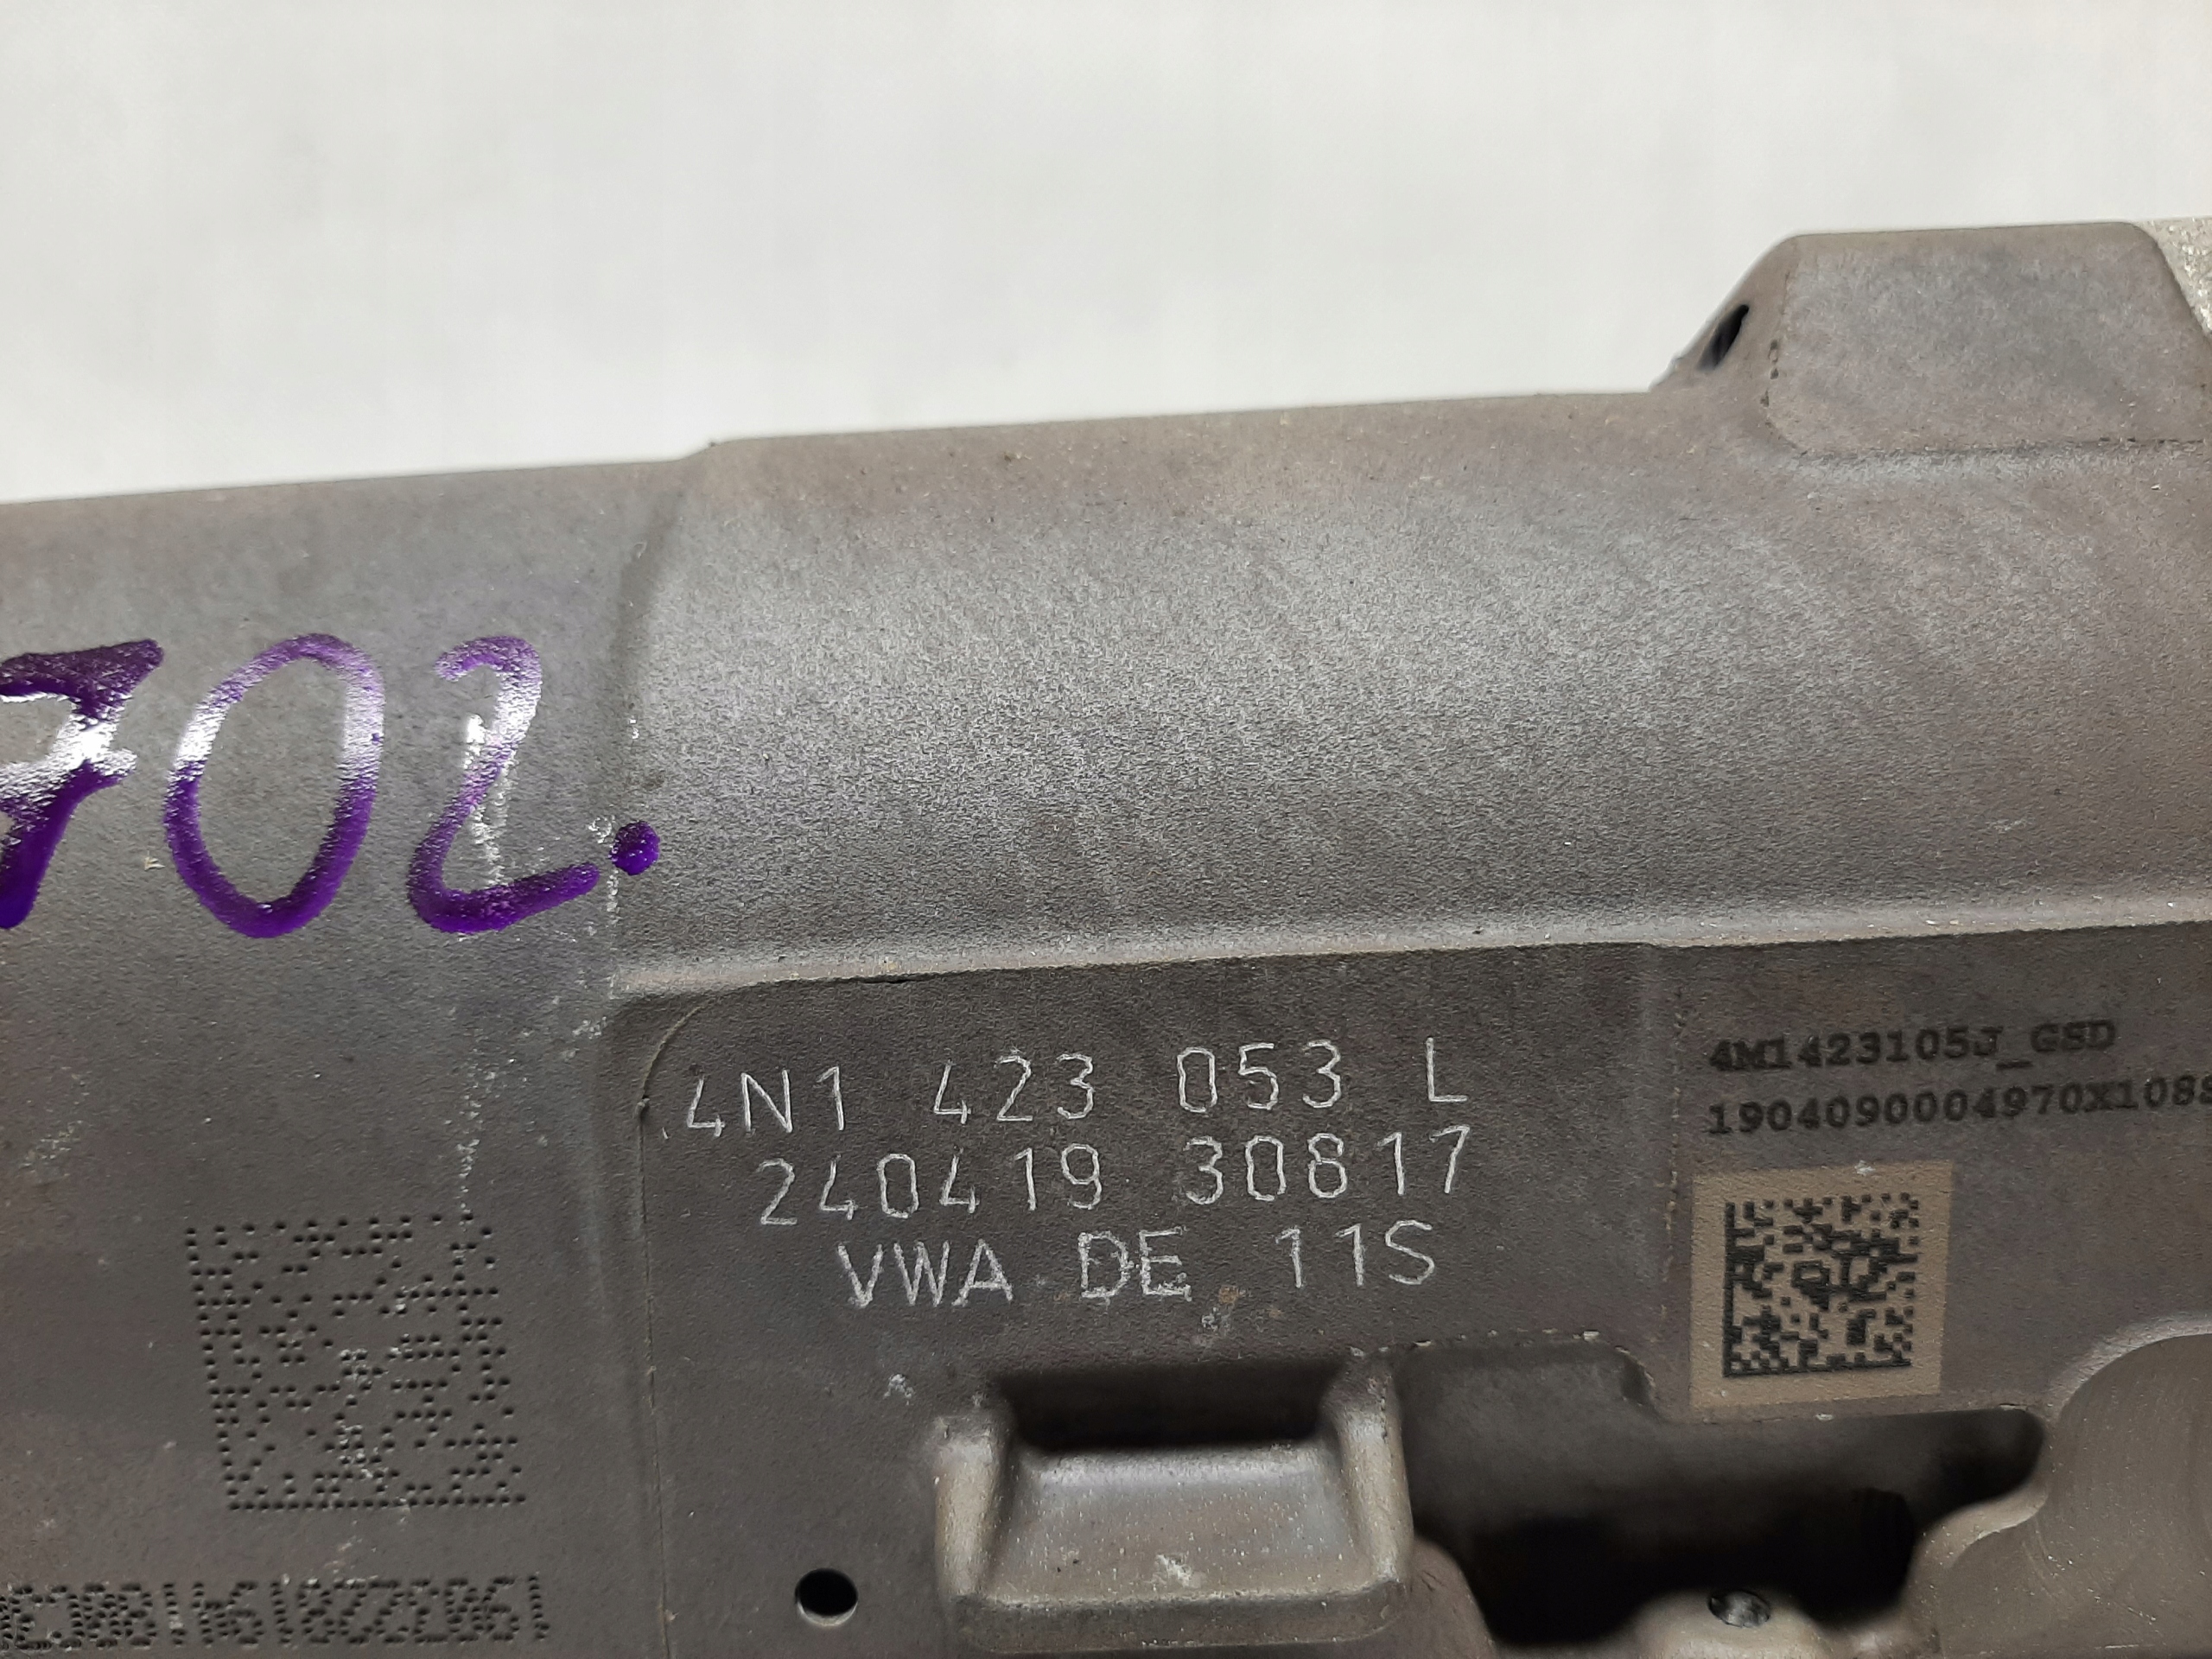 702.
4N1 423 053 L
240419 30817
VWA DE 11S
4M1423105J_GSD
1904090004970X108